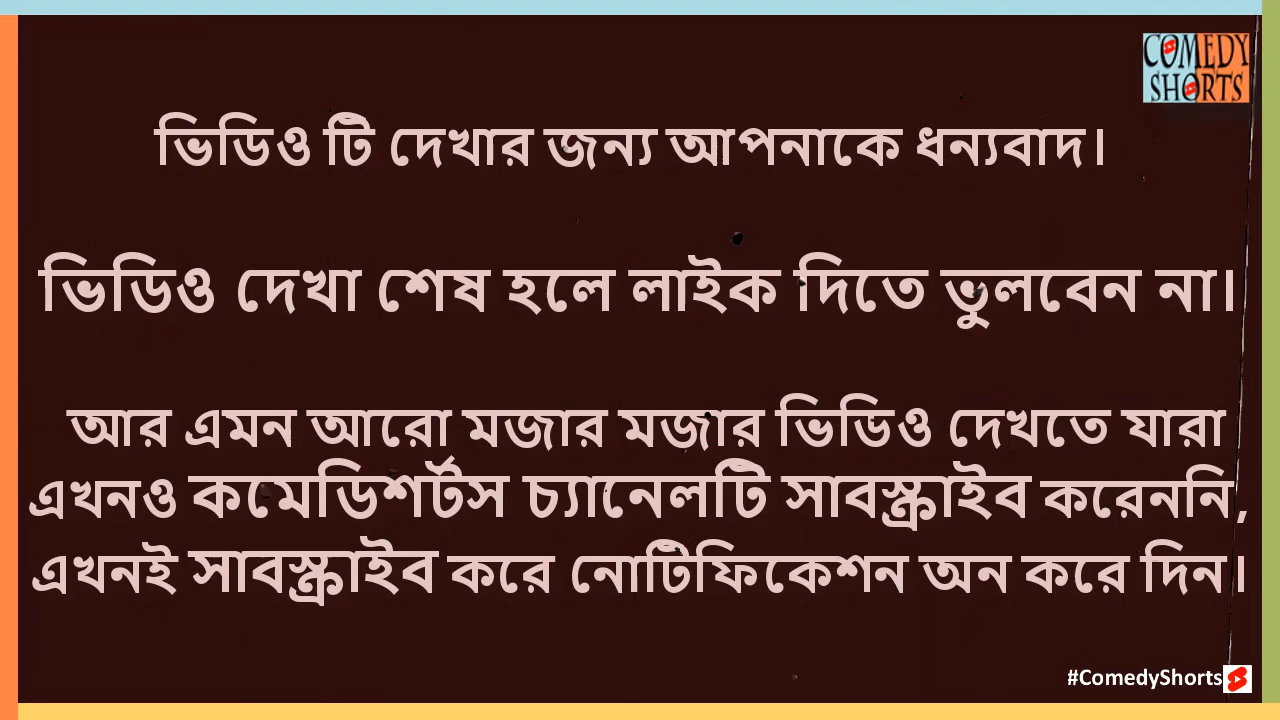 COMEDY
SHORTS
ভিডিও টি দেখার জন্য আপনাকে ধন্যবাদ।
ভিডিও দেখা শেষ হলে লাইক দিতে তুলবেন না।
আর এমন আরো মজার মজার ভিডিও দেখতে যারা
এখনও কমেডিশর্টস চ্যানেলটি সাবস্ক্রাইব করেননি,
এখনই সাবস্ক্রাইব করে নোটিফিকেশন অন করে দিন।
#ComedyShorts